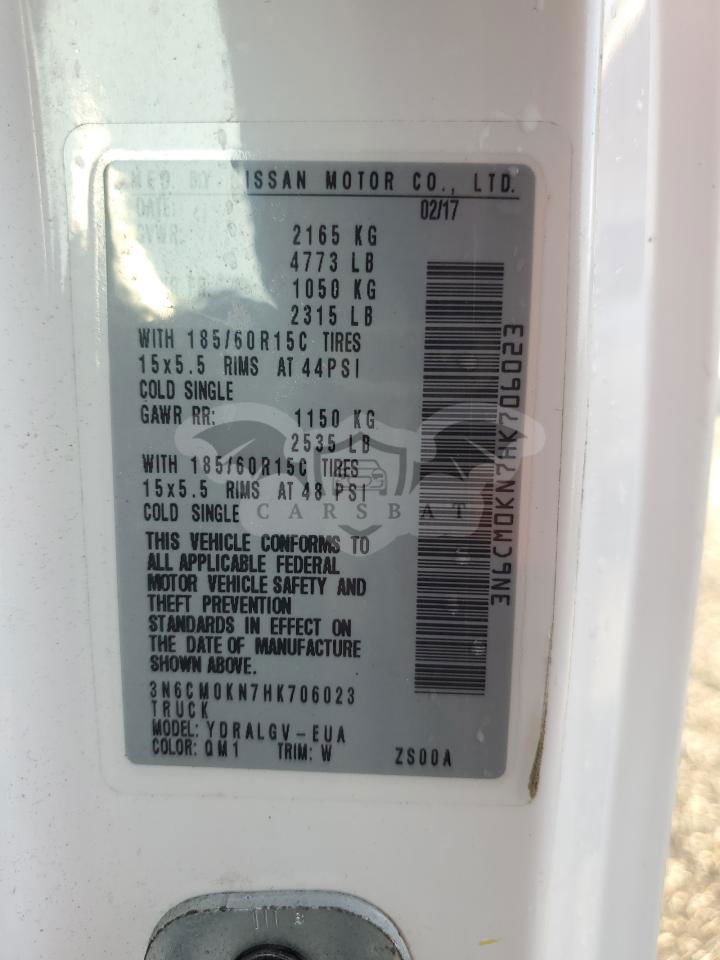 MFD. BY NISSAN MOTOR CO., LTD.
DATE: 02/17
GVWR: 2165 KG
4773 LB
1050 KG
2315 LB
WITH 185/60R15C TIRES
15x5.5 RIMS AT 44PSI
COLD SINGLE
GAWR RR: 1150 KG
2535 LB
WITH 185/60R15C TIRES
15x5.5 RIMS AT 48 PSI
COLD SINGLE
THIS VEHICLE CONFORMS TO
ALL APPLICABLE FEDERAL
MOTOR VEHICLE SAFETY AND
THEFT PREVENTION
STANDARDS IN EFFECT ON
THE DATE OF MANUFACTURE
SHOWN ABOVE.
3N6CM0KN7HK706023
TRUCK
MODEL: YDRALGV-EUA
COLOR: QM1 TRIM: W ZS00A
3N6CM0KN7HK706023
CARSBAT